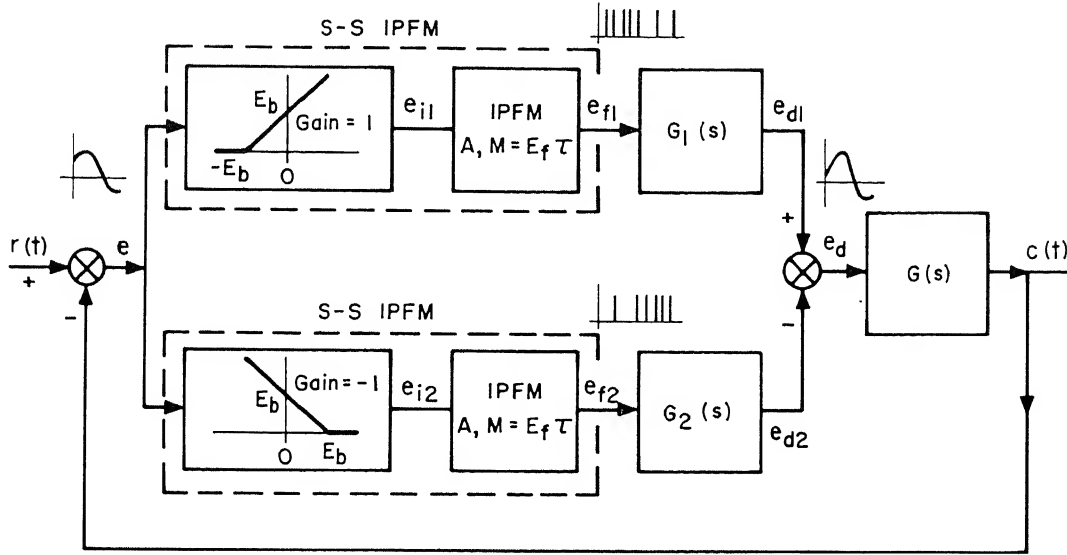 S-S IPFM
E_b
Gain = 1
-E_b
O
e_i1
IPFM
A, M = E_f τ
e_f1
G_1 (s)
e_d1
r(t)
+
-
e
+
-
e_d
G(s)
c(t)
S-S IPFM
E_b
Gain = -1
O
E_b
e_i2
IPFM
A, M = E_f τ
e_f2
G_2 (s)
e_d2